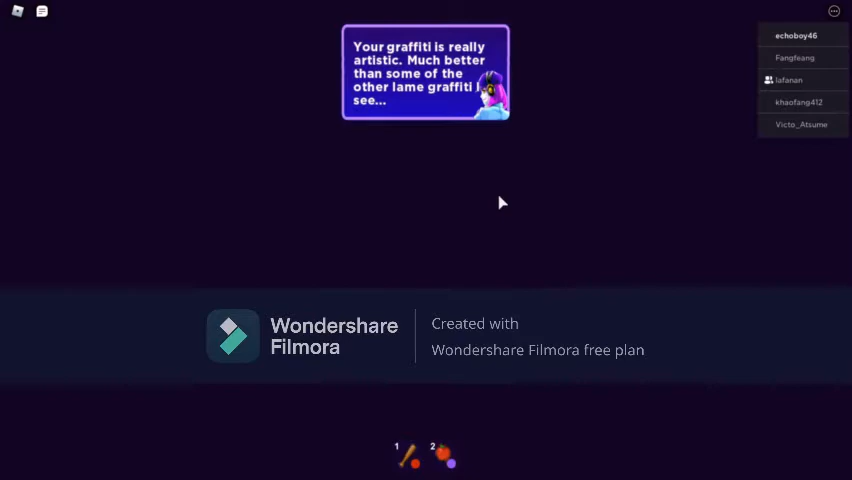 echoboy46
Your graffiti is really
artistic. Much better
than some of the
other lame graffiti I
see...
Fangfeang
lafanan
khaofang412
Victo_Atsume
Wondershare
Filmora
Created with
Wondershare Filmora free plan
1
2